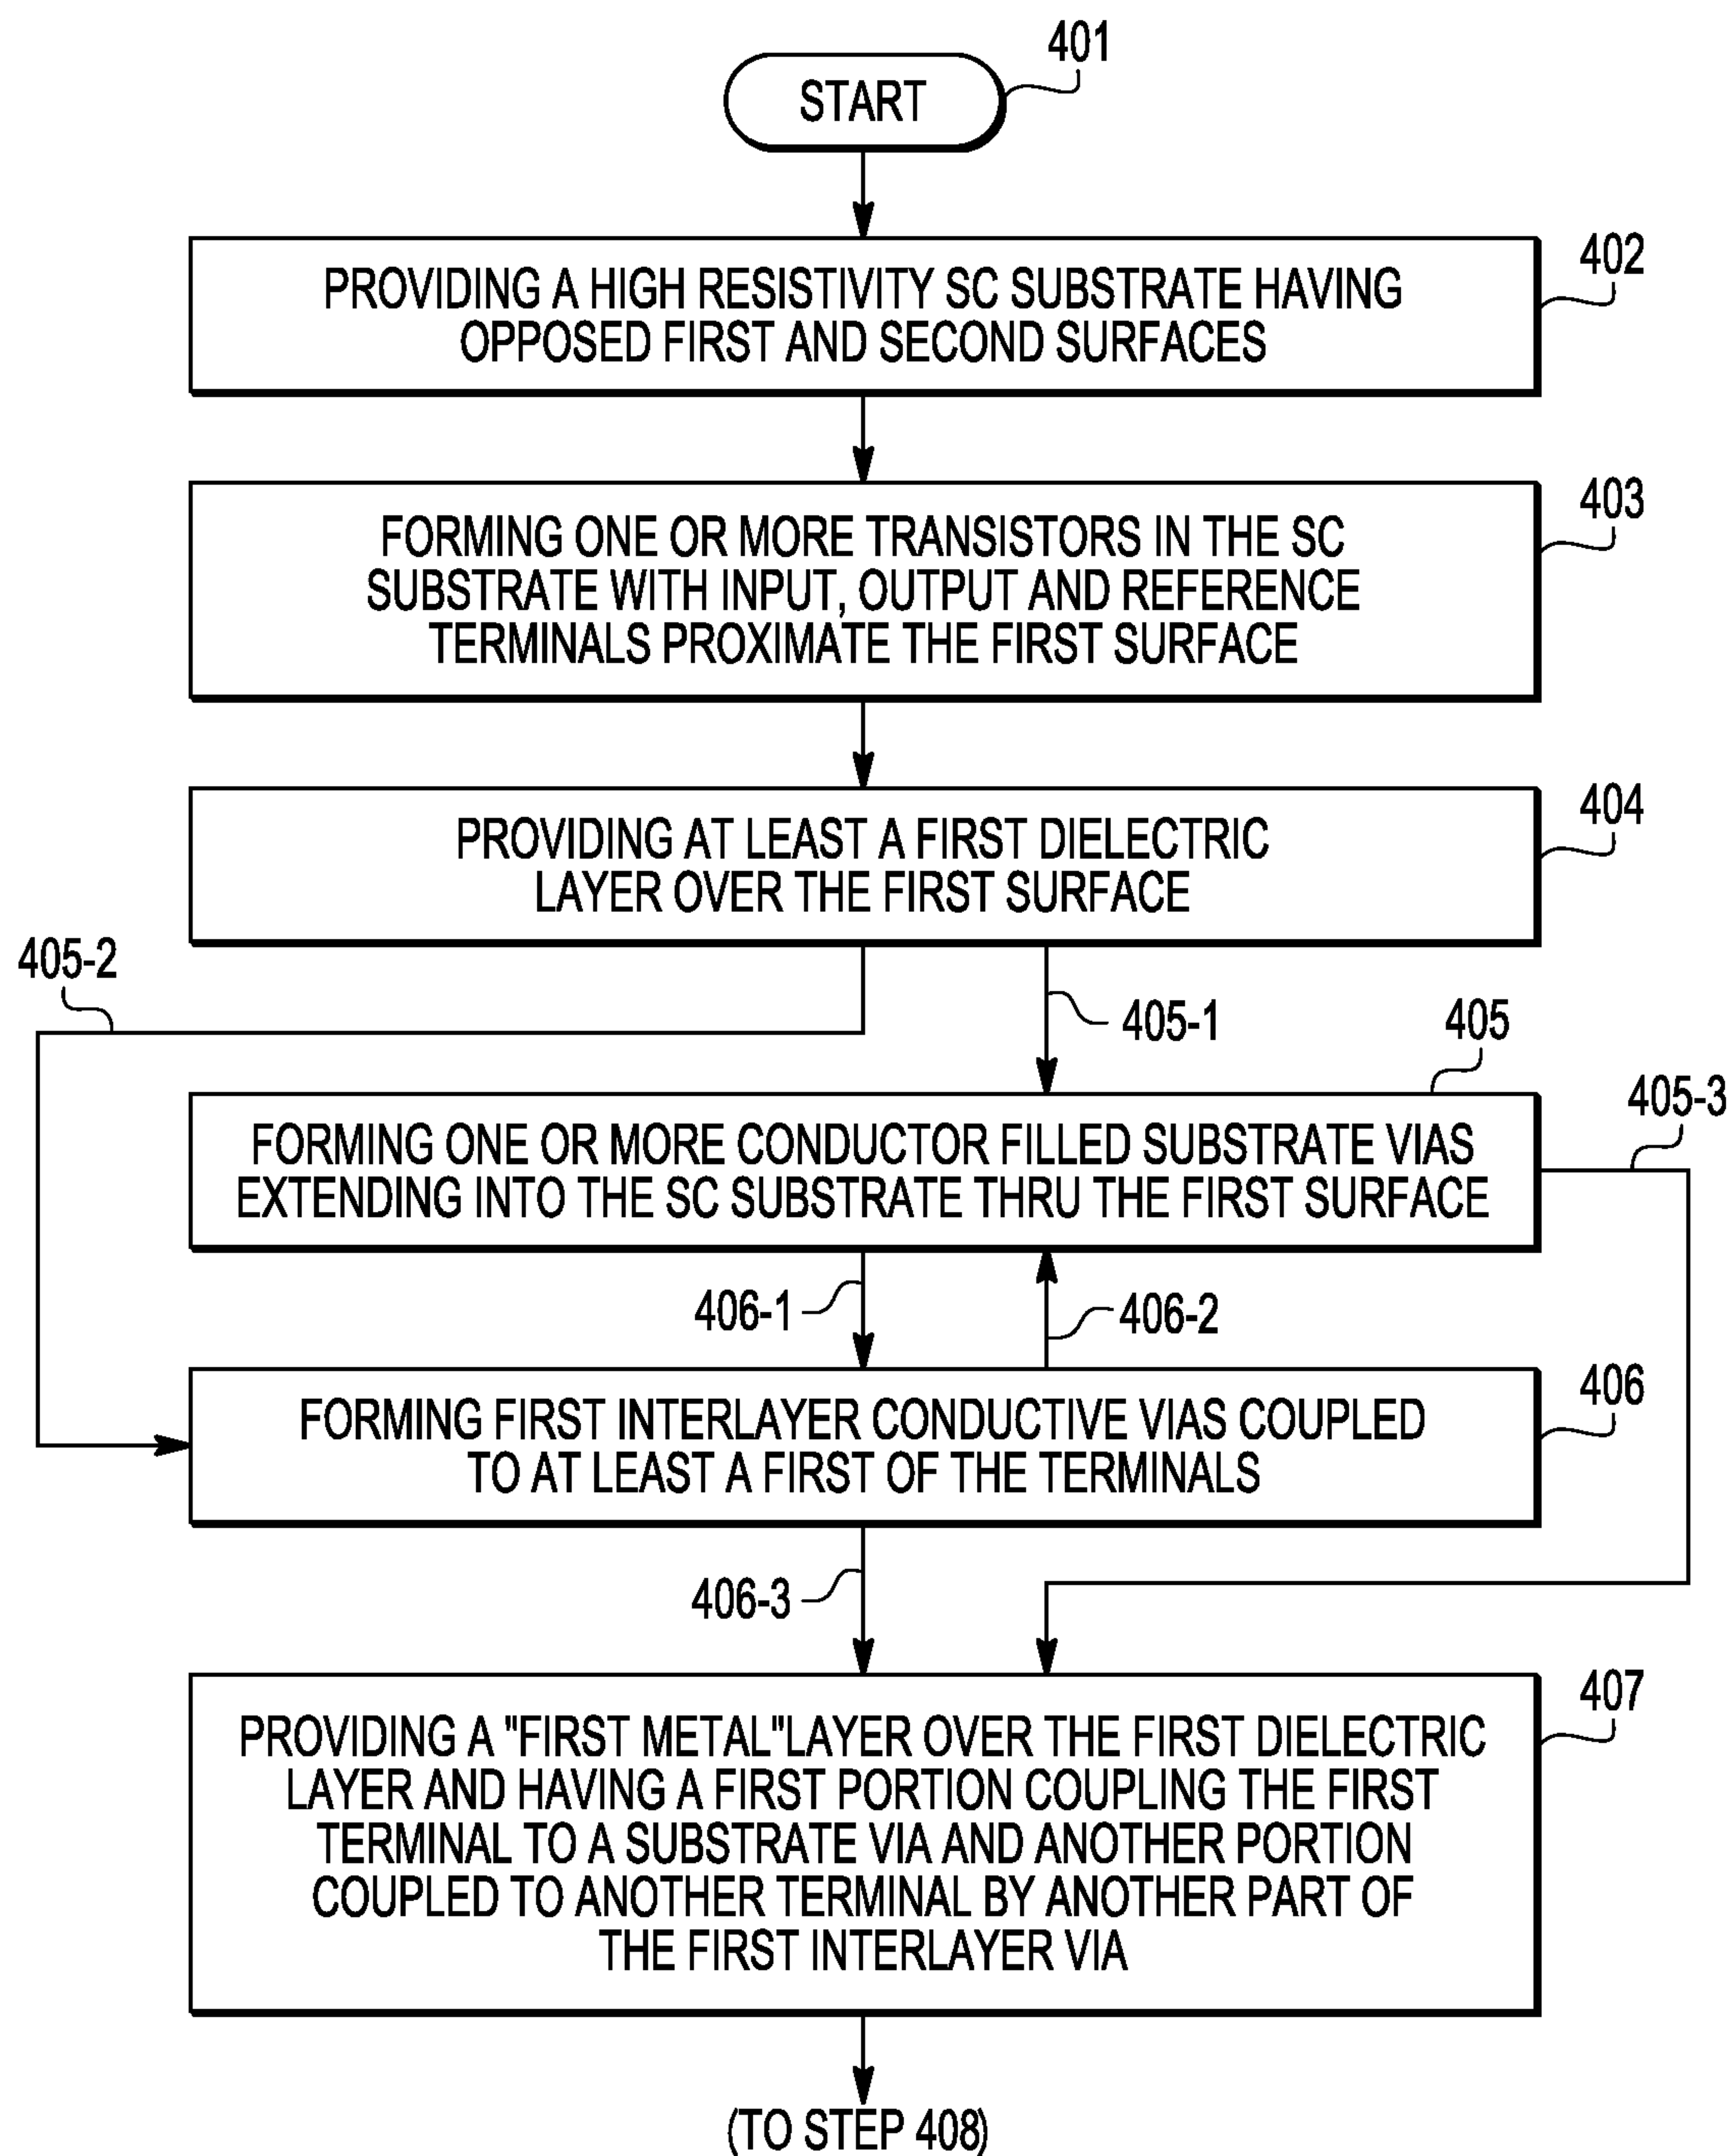 401
START
402
PROVIDING A HIGH RESISTIVITY SC SUBSTRATE HAVING
OPPOSED FIRST AND SECOND SURFACES
403
FORMING ONE OR MORE TRANSISTORS IN THE SC
SUBSTRATE WITH INPUT, OUTPUT AND REFERENCE
TERMINALS PROXIMATE THE FIRST SURFACE
404
PROVIDING AT LEAST A FIRST DIELECTRIC
LAYER OVER THE FIRST SURFACE
405-2
405-1
405
405-3
FORMING ONE OR MORE CONDUCTOR FILLED SUBSTRATE VIAS
EXTENDING INTO THE SC SUBSTRATE THRU THE FIRST SURFACE
406-1
406-2
406
FORMING FIRST INTERLAYER CONDUCTIVE VIAS COUPLED
TO AT LEAST A FIRST OF THE TERMINALS
406-3
407
PROVIDING A "FIRST METAL"LAYER OVER THE FIRST DIELECTRIC
LAYER AND HAVING A FIRST PORTION COUPLING THE FIRST
TERMINAL TO A SUBSTRATE VIA AND ANOTHER PORTION
COUPLED TO ANOTHER TERMINAL BY ANOTHER PART OF
THE FIRST INTERLAYER VIA
(TO STEP 408)